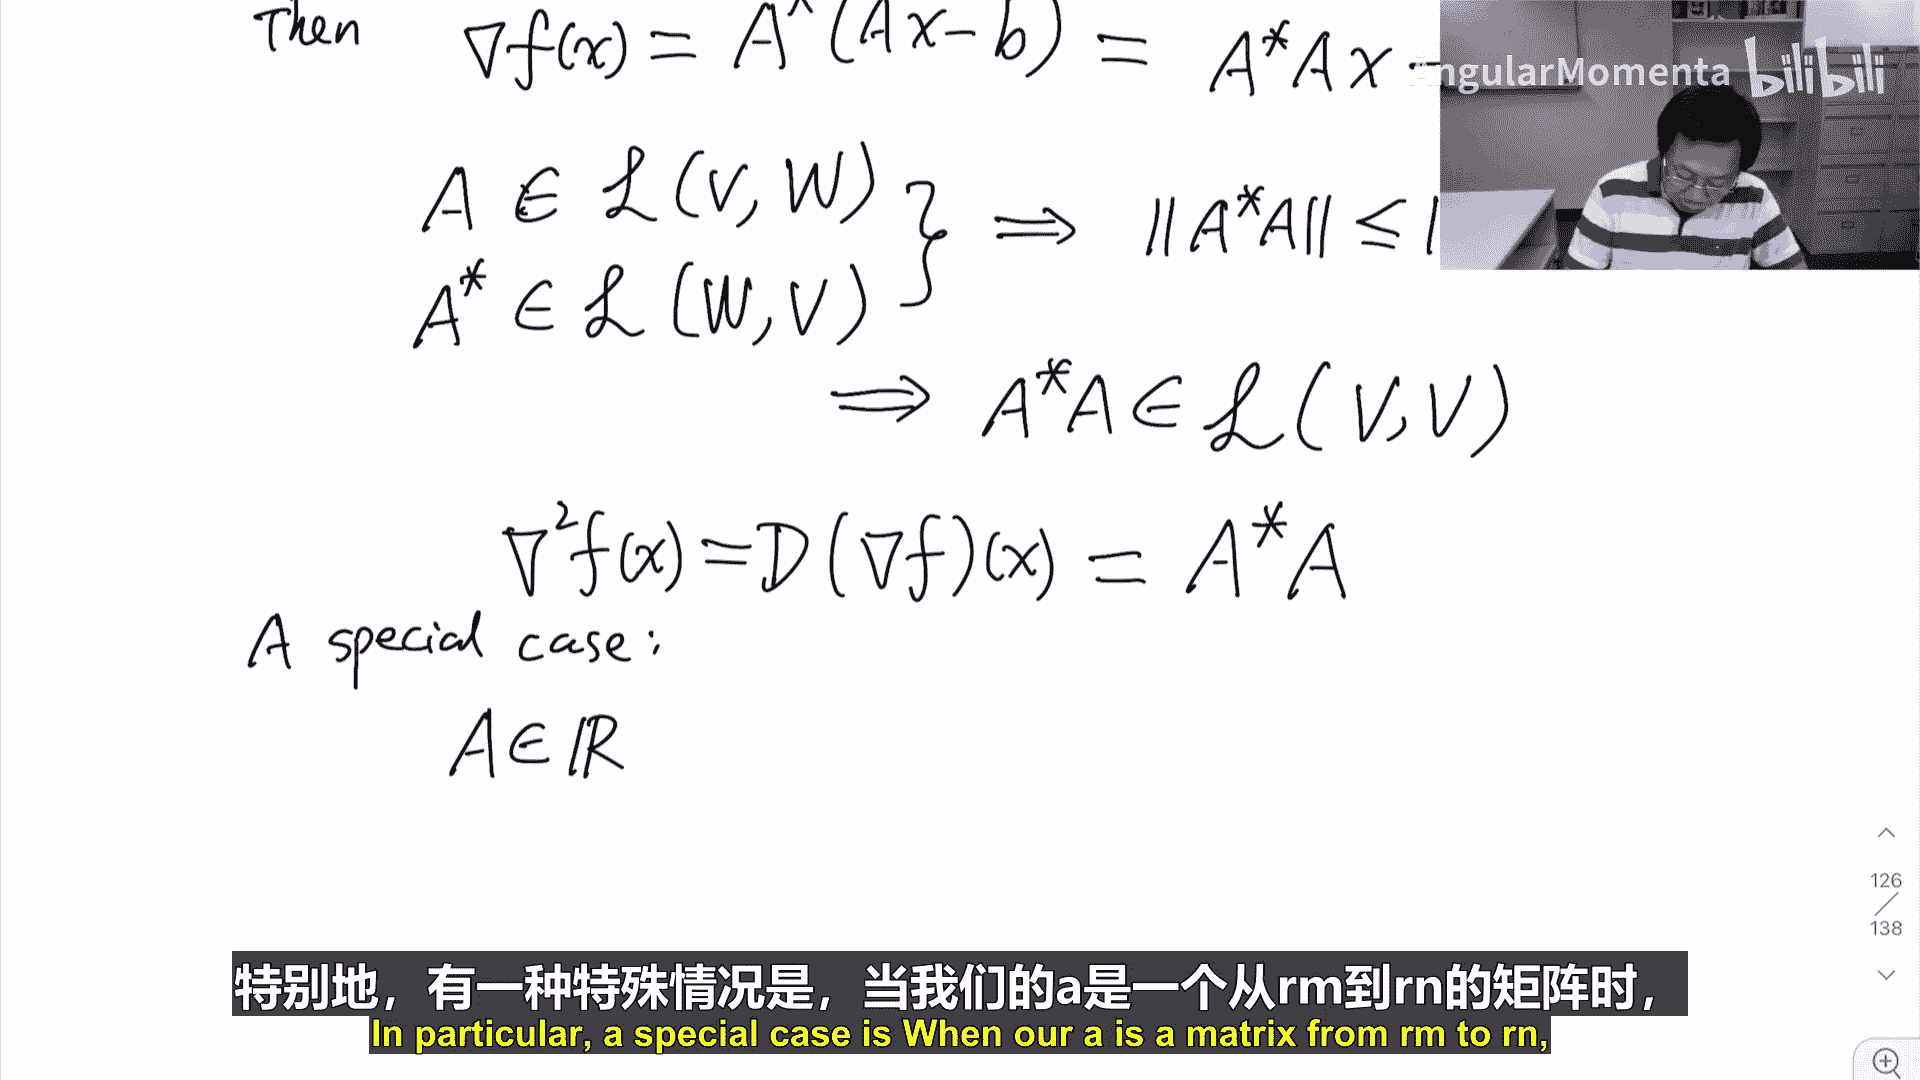 Then ∇f(x) = A*(Ax-b) = A*Ax -
A ∈ ℒ(V, W)
A* ∈ ℒ(W, V)
} ⟹ ||A*A|| ≤ |
⟹ A*A ∈ ℒ(V, V)
∇²f(x) = D(∇f)(x) = A*A
A special case:
A ∈ ℝ
ngularMomenta bilibili
126
138
特别地，有一种特殊情况是，当我们的a是一个从rm到rn的矩阵时，
In particular, a special case is When our a is a matrix from rm to rn,